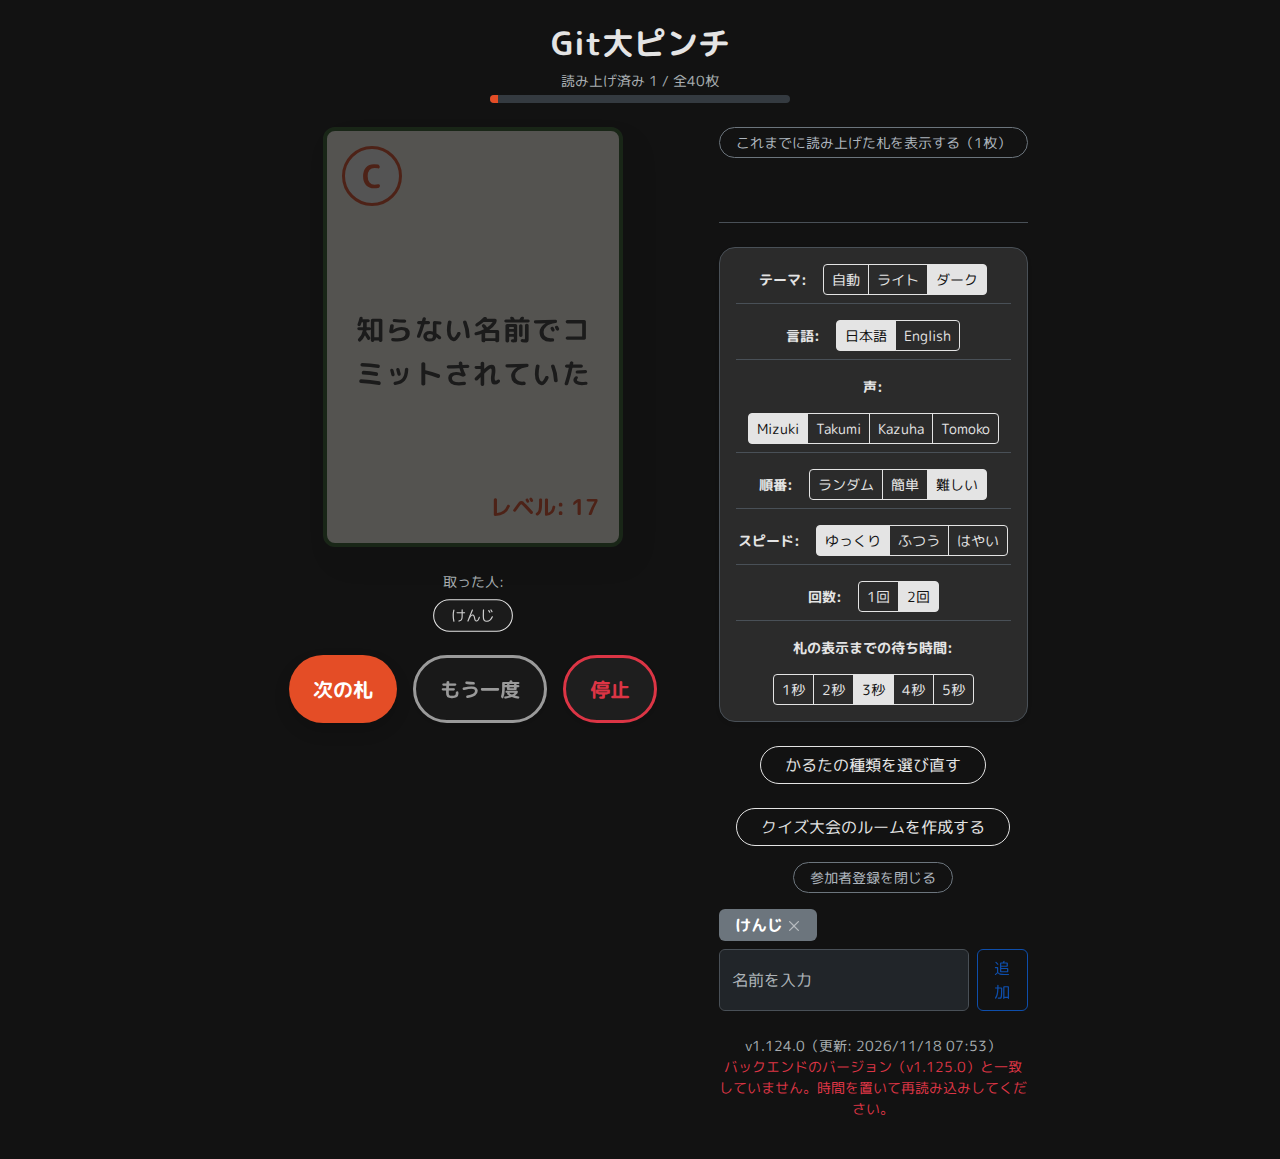 Git大ピンチ
読み上げ済み 1 / 全40枚
C
知らない名前でコ
ミットされていた
レベル: 17
取った人:
けんじ
次の札
もう一度
停止
これまでに読み上げた札を表示する（1枚）
テーマ: 自動 ライト ダーク
言語: 日本語 English
声:
Mizuki Takumi Kazuha Tomoko
順番: ランダム 簡単 難しい
スピード: ゆっくり ふつう はやい
回数: 1回 2回
札の表示までの待ち時間:
1秒 2秒 3秒 4秒 5秒
かるたの種類を選び直す
クイズ大会のルームを作成する
参加者登録を閉じる
けんじ ×
名前を入力
追
加
v1.124.0（更新: 2026/11/18 07:53）
バックエンドのバージョン（v1.125.0）と一致
していません。時間を置いて再読み込みしてくだ
さい。